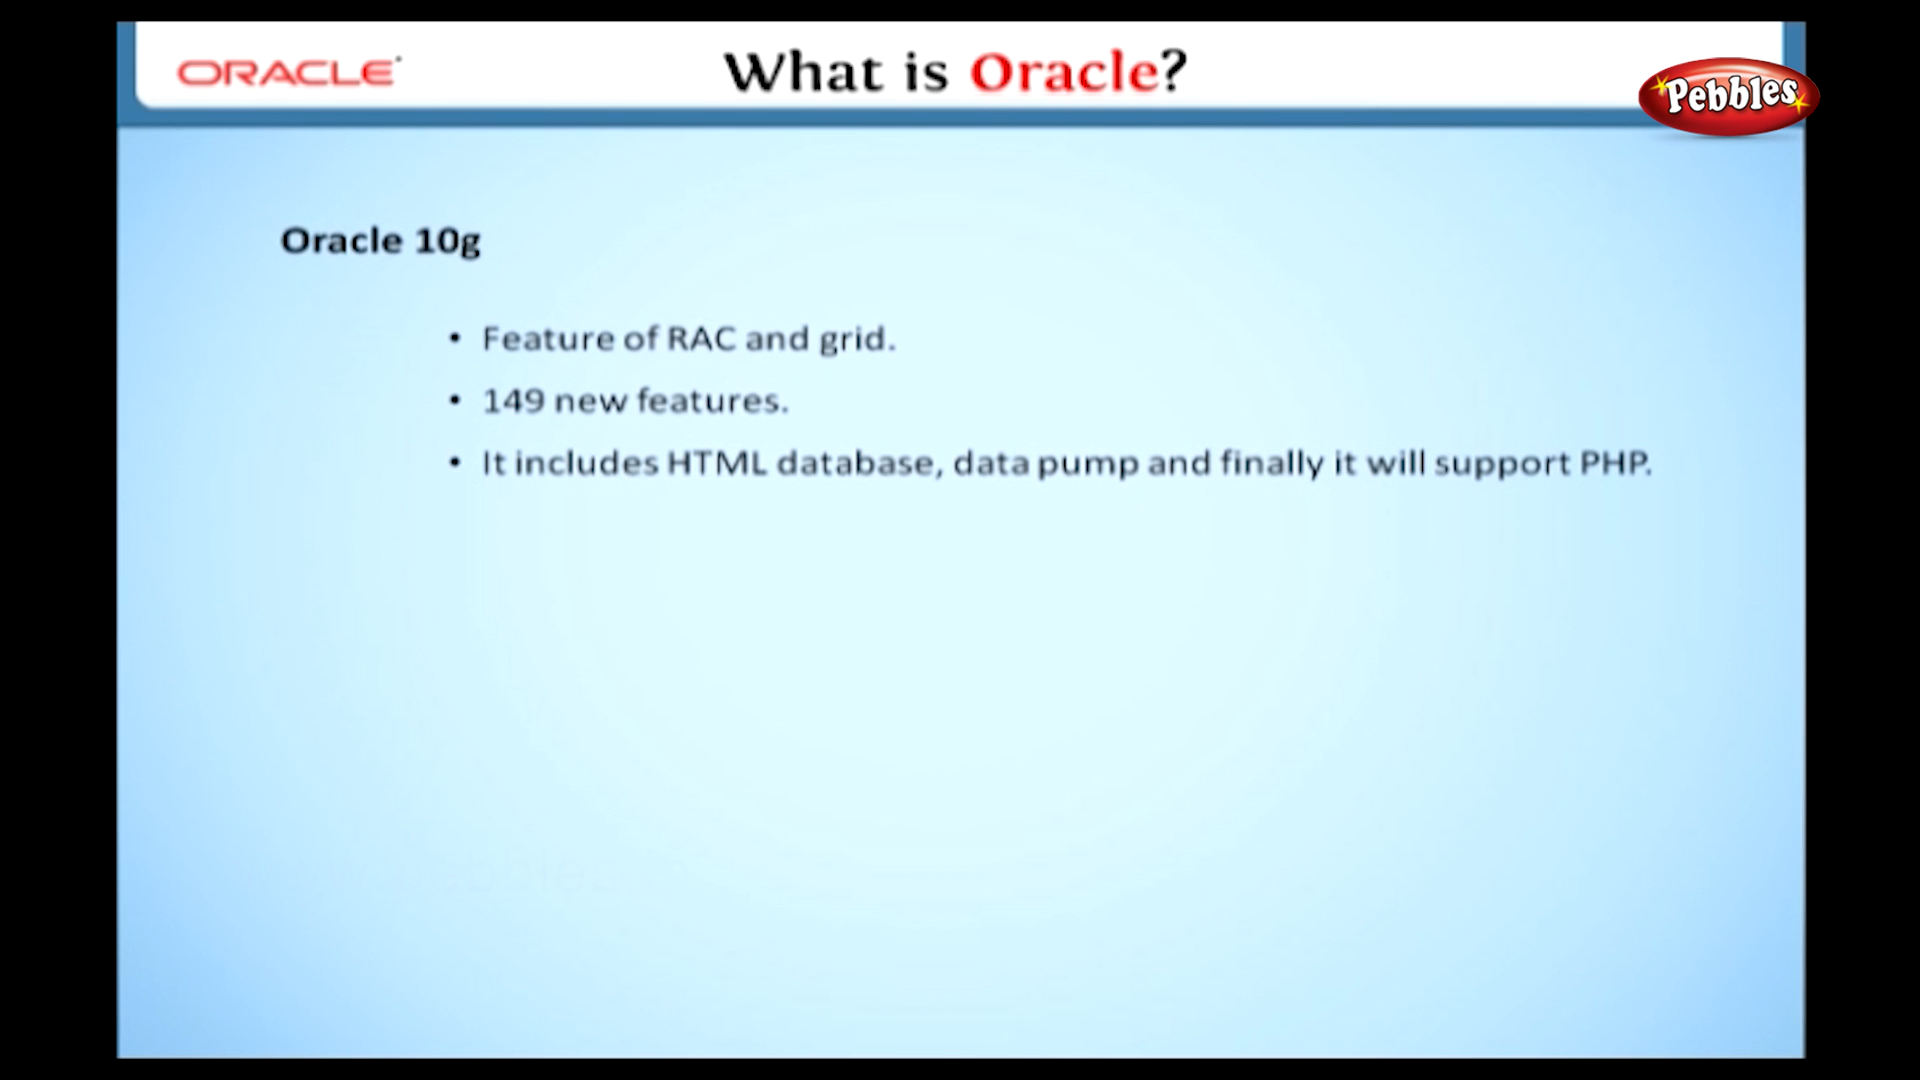 ORACLE
What is Oracle?
Pebbles
Oracle 10g
• Feature of RAC and grid.
• 149 new features.
• It includes HTML database, data pump and finally it will support PHP.